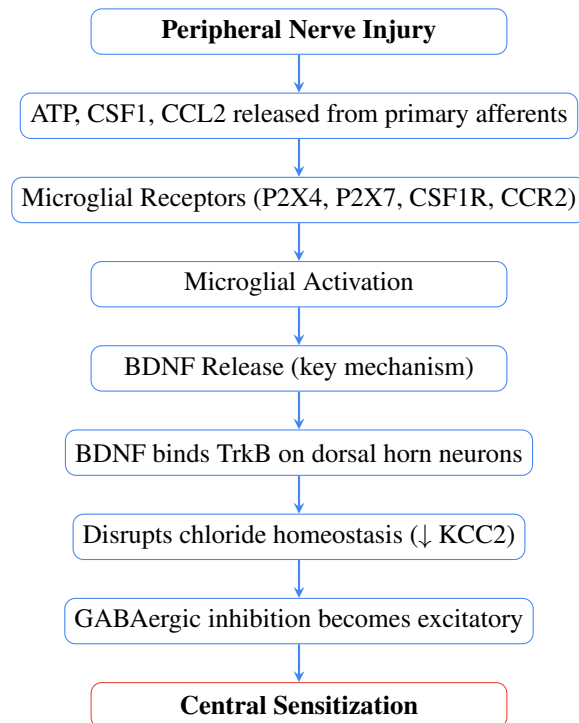 Peripheral Nerve Injury
ATP, CSF1, CCL2 released from primary afferents
Microglial Receptors (P2X4, P2X7, CSF1R, CCR2)
Microglial Activation
BDNF Release (key mechanism)
BDNF binds TrkB on dorsal horn neurons
Disrupts chloride homeostasis (↓ KCC2)
GABAergic inhibition becomes excitatory
Central Sensitization